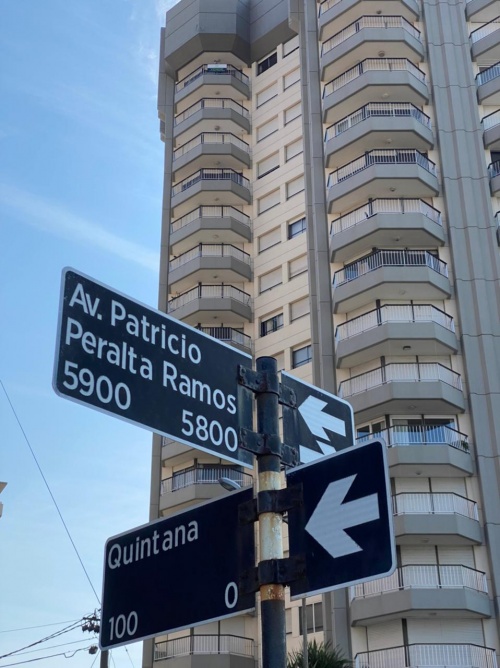 Av. Patricio
Peralta Ramos
5900 5800
Quintana
100 0